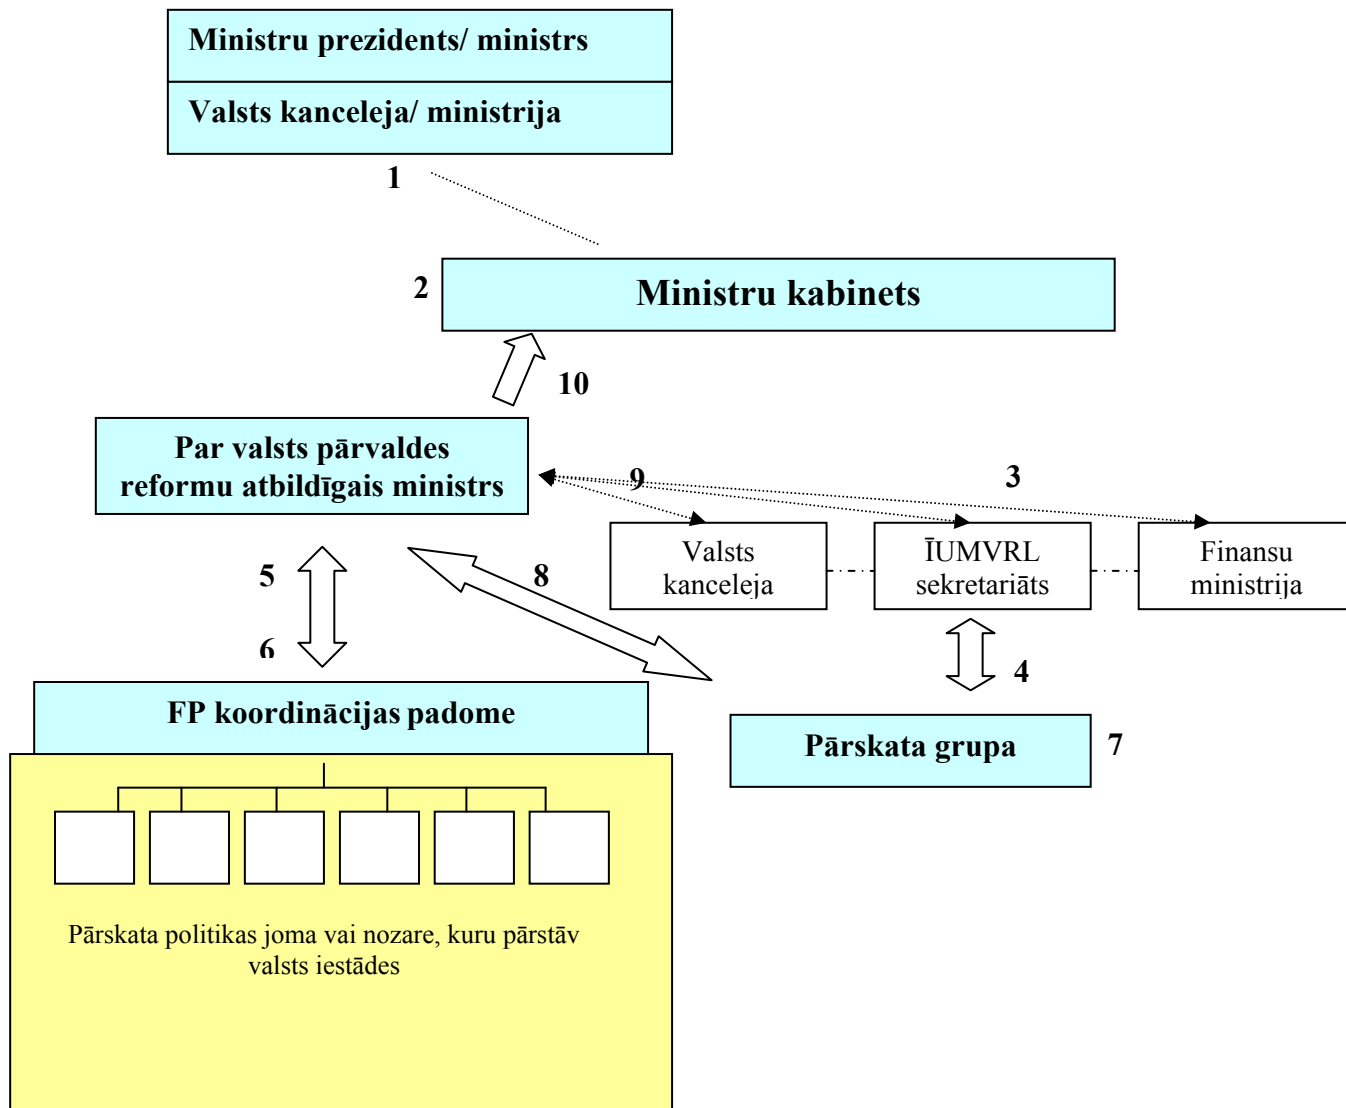 Ministru prezidents/ ministrs
Valsts kanceleja/ ministrija
1
2
Ministru kabinets
10
Par valsts pārvaldes
reformu atbildīgais ministrs
9
3
Valsts
kanceleja
ĪUMVRL
sekretariāts
Finansu
ministrija
5
8
6
4
FP koordinācijas padome
Pārskata grupa
7
Pārskata politikas joma vai nozare, kuru pārstāv
valsts iestādes